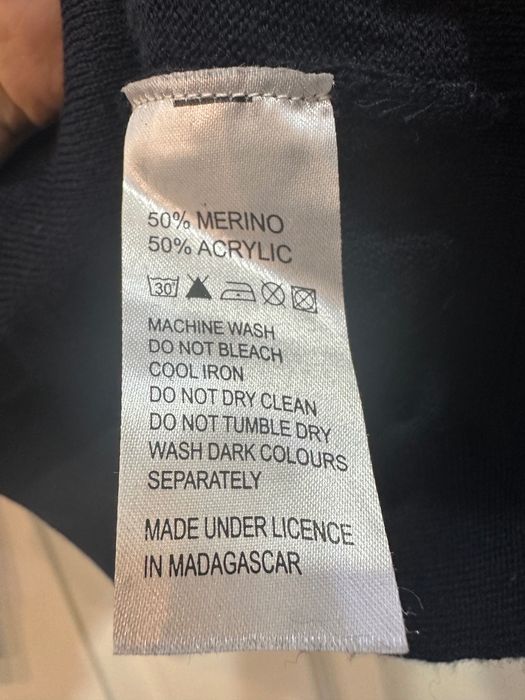 50% MERINO
50% ACRYLIC
30°
MACHINE WASH
DO NOT BLEACH
COOL IRON
DO NOT DRY CLEAN
DO NOT TUMBLE DRY
WASH DARK COLOURS
SEPARATELY
MADE UNDER LICENCE
IN MADAGASCAR